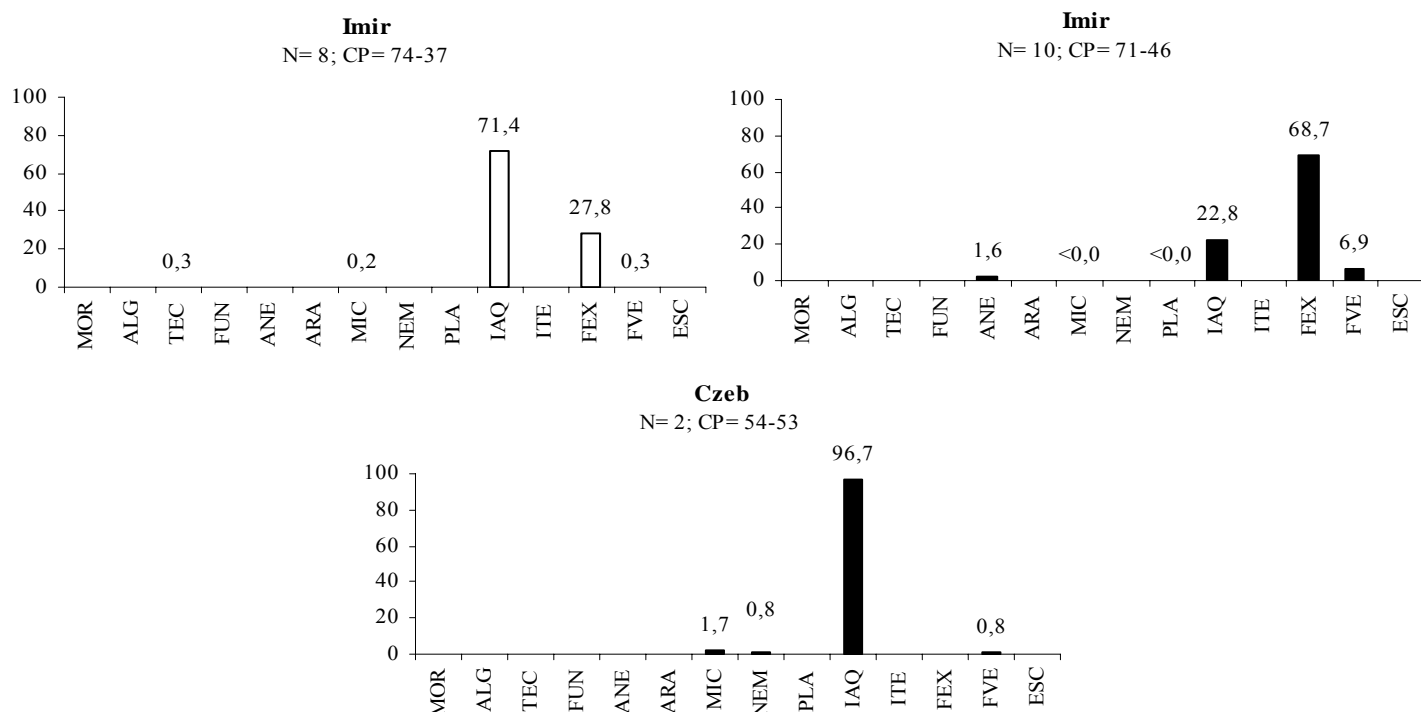 Imir
N= 8; CP= 74-37
100
80
60
40
20
0
0,3
0,2
71,4
27,8
0,3
MOR
ALG
TEC
FUN
ANE
ARA
MIC
NEM
PLA
IAQ
ITE
FEX
FVE
ESC
Imir
N= 10; CP= 71-46
100
80
60
40
20
0
1,6
<0,0
<0,0
22,8
68,7
6,9
MOR
ALG
TEC
FUN
ANE
ARA
MIC
NEM
PLA
IAQ
ITE
FEX
FVE
ESC
Czeb
N= 2; CP= 54-53
100
80
60
40
20
0
1,7
0,8
96,7
0,8
MOR
ALG
TEC
FUN
ANE
ARA
MIC
NEM
PLA
IAQ
ITE
FEX
FVE
ESC